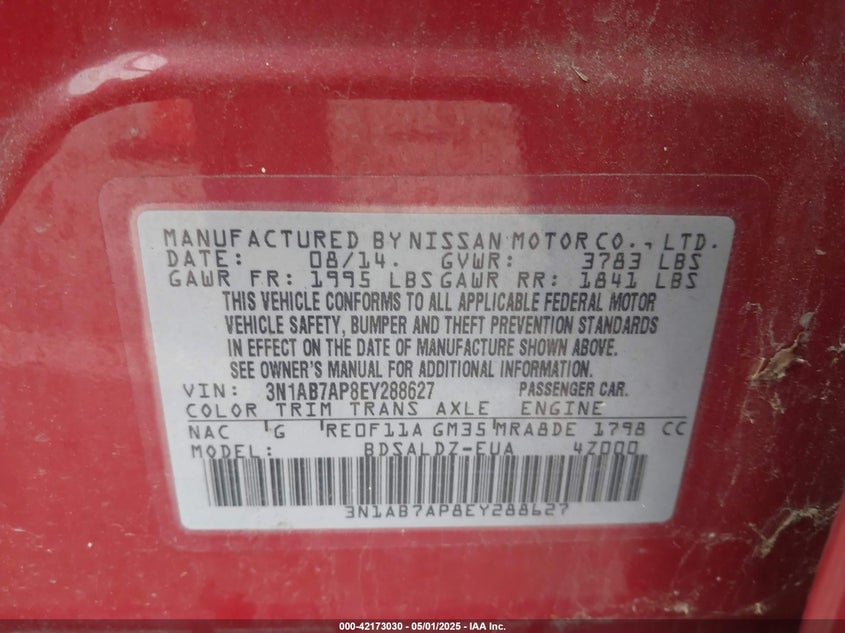 MANUFACTURED BY NISSAN MOTOR CO., LTD.
DATE: 08/14. GVWR: 3783 LBS
GAWR FR: 1995 LBS GAWR RR: 1841 LBS
THIS VEHICLE CONFORMS TO ALL APPLICABLE FEDERAL MOTOR
VEHICLE SAFETY, BUMPER AND THEFT PREVENTION STANDARDS
IN EFFECT ON THE DATE OF MANUFACTURE SHOWN ABOVE.
SEE OWNER'S MANUAL FOR ADDITIONAL INFORMATION.
VIN: 3N1AB7AP8EY288627 PASSENGER CAR.
COLOR TRIM TRANS AXLE ENGINE
NAC G RE0F11A GM35 MRA8DE 1798 CC
MODEL: BDSALDZ-EUA 4Z000
3N1AB7AP8EY288627
000-42173030 - 05/01/2025 - IAA Inc.